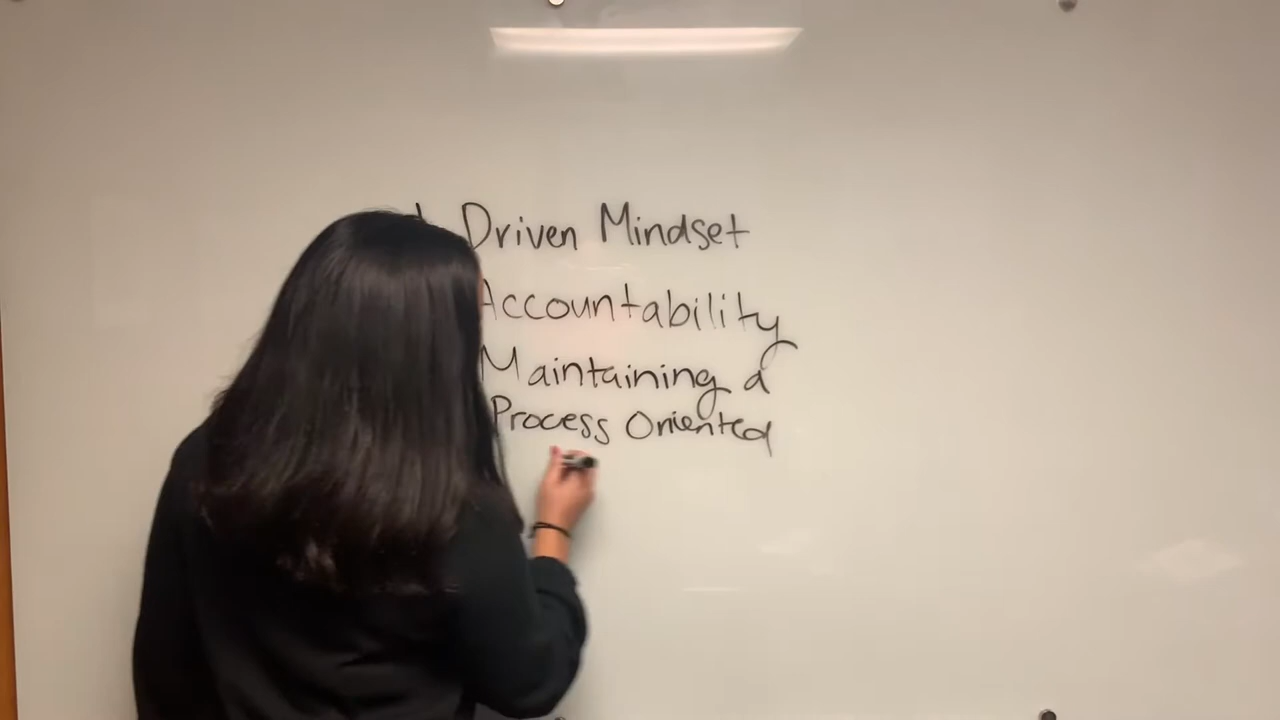 Driven Mindset
Accountability
Maintaining a
Process Oriented